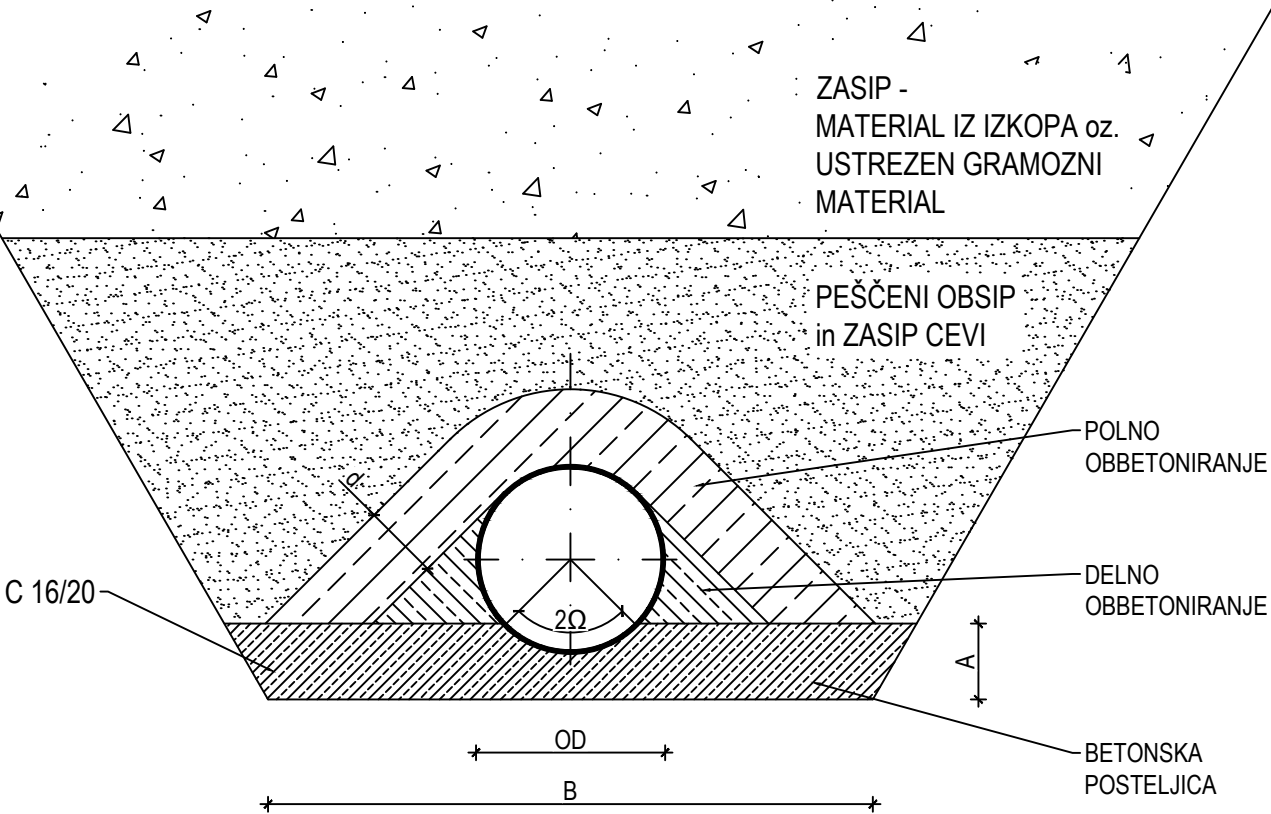 ZASIP -
MATERIAL IZ IZKOPA oz.
USTREZEN GRAMOZNI
MATERIAL
PEŠČENI OBSIP
in ZASIP CEVI
POLNO
OBBETONIRANJE
d
C 16/20
DELNO
OBBETONIRANJE
2Ω
A
OD
BETONSKA
POSTELJICA
B